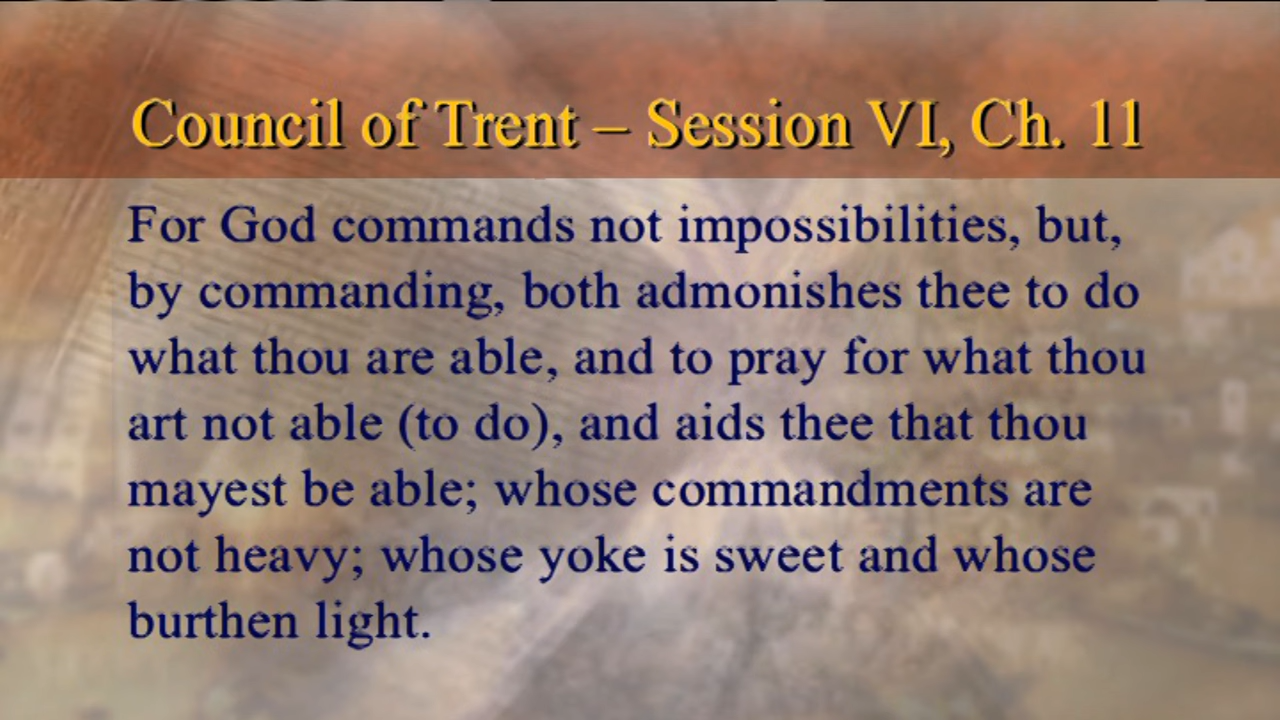 Council of Trent – Session VI, Ch. 11
For God commands not impossibilities, but,
by commanding, both admonishes thee to do
what thou are able, and to pray for what thou
art not able (to do), and aids thee that thou
mayest be able; whose commandments are
not heavy; whose yoke is sweet and whose
burthen light.